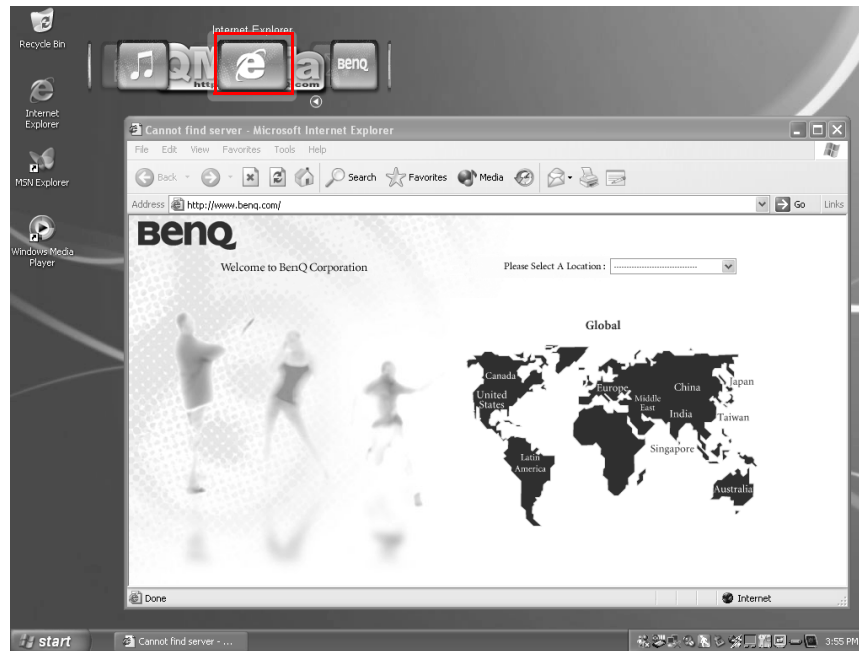 Recycle Bin
Internet Explorer
QM
a
BenQ
http
com
Internet
Explorer
Cannot find server - Microsoft Internet Explorer
File Edit View Favorites Tools Help
Back Search Favorites Media
MSN Explorer
Address http://www.benq.com/ Go Links
BenQ
Windows Media
Player
Welcome to BenQ Corporation
Please Select A Location :
Global
Canada
Europe
China
Japan
United
States
Middle
East
India
Taiwan
Singapore
Latin
America
Australia
Done Internet
start Cannot find server - ... 3:55 PM